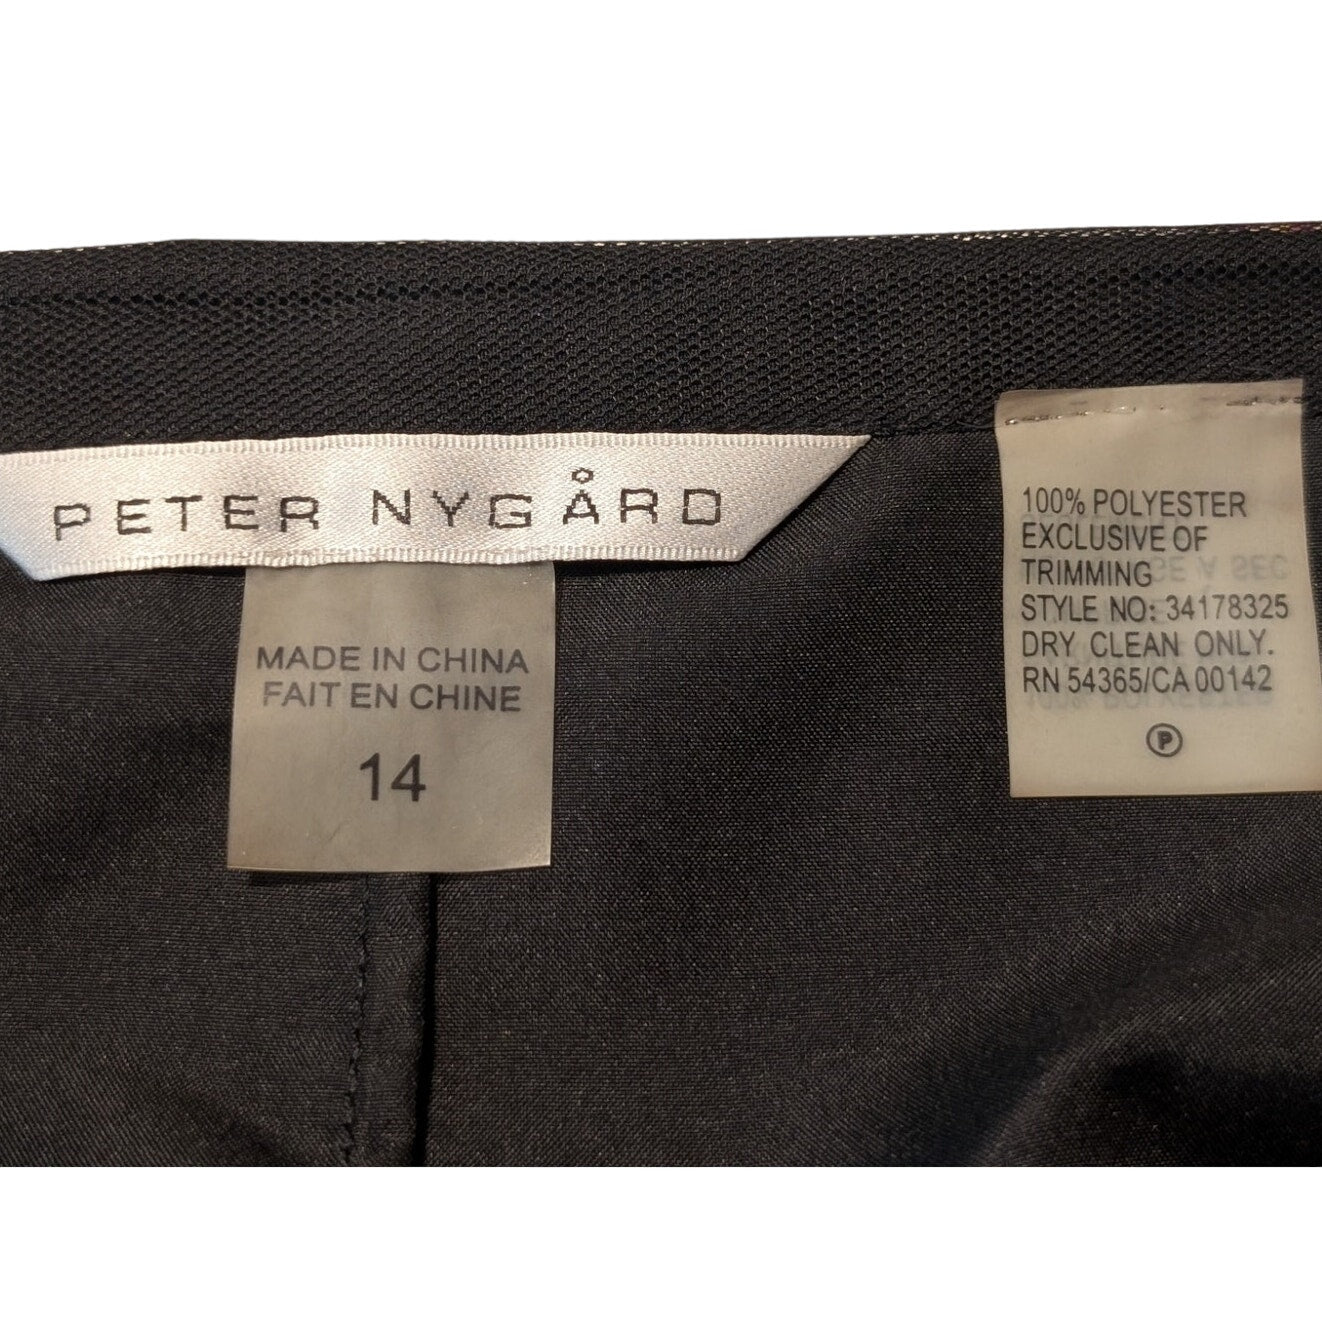 PETER NYGÅRD
MADE IN CHINA
FAIT EN CHINE
14
100% POLYESTER
EXCLUSIVE OF
TRIMMING
STYLE NO: 34178325
DRY CLEAN ONLY.
RN 54365/CA 00142
P